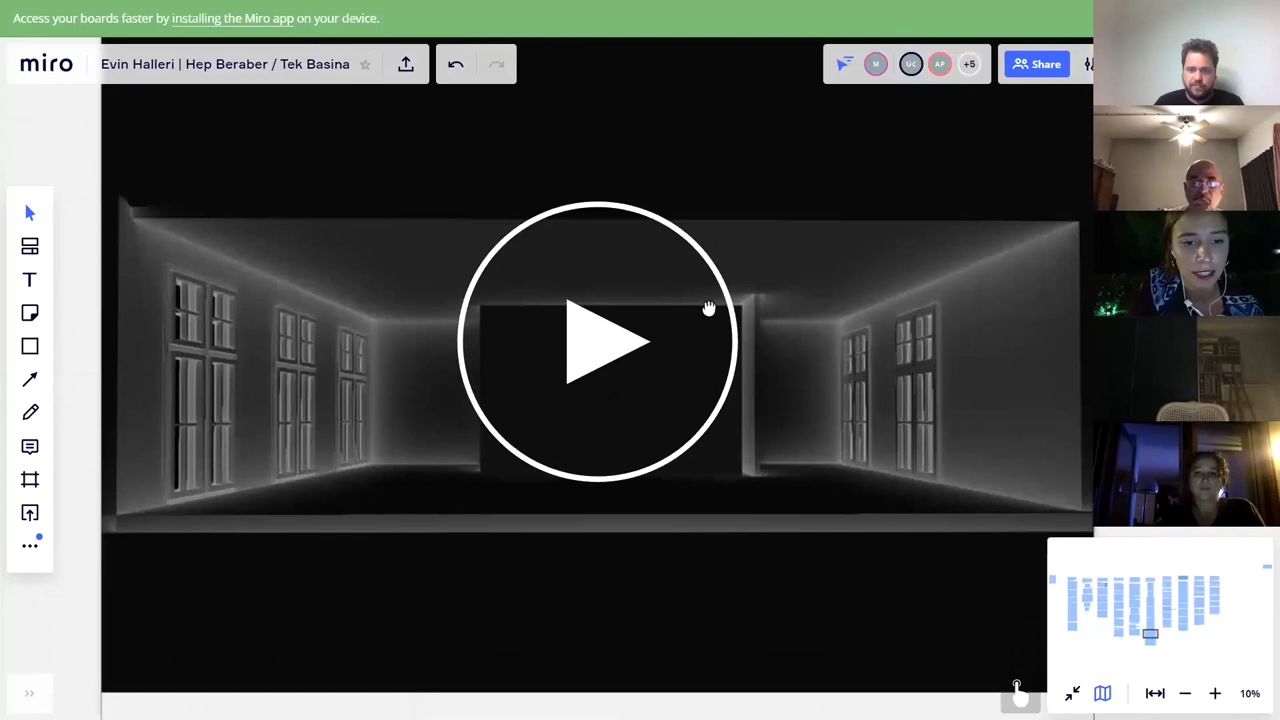 Access your boards faster by installing the Miro app on your device.
miro
Evin Halleri | Hep Beraber / Tek Basina
M
UC
AP
+5
Share
T
10%